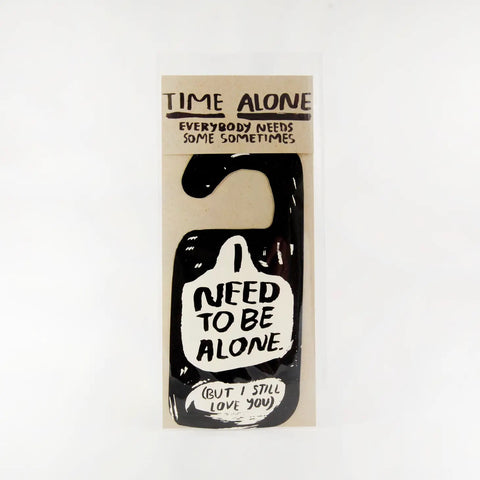 TIME ALONE
EVERYBODY NEEDS
SOME SOMETIMES
I
NEED
TO BE
ALONE.
(BUT I STILL
LOVE YOU)